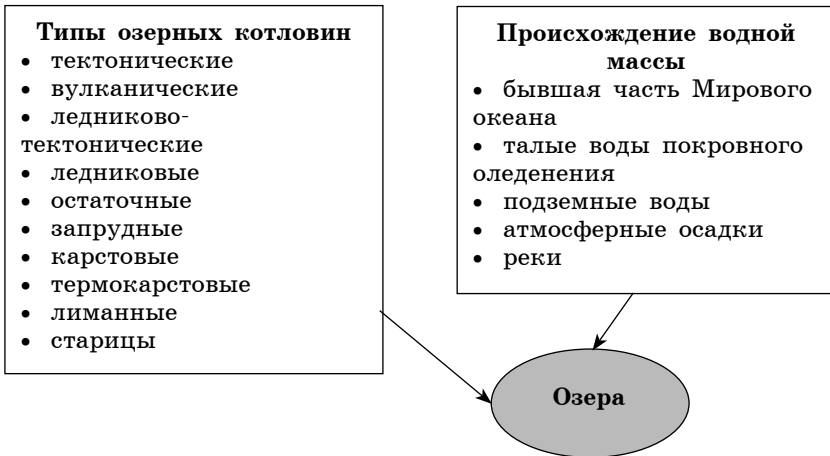 Типы озерных котловин
• тектонические
• вулканические
• ледниково-
тектонические
• ледниковые
• остаточные
• запрудные
• карстовые
• термокарстовые
• лиманные
• старицы
Происхождение водной
массы
• бывшая часть Мирового
океана
• талые воды покровного
оледенения
• подземные воды
• атмосферные осадки
• реки
Озера